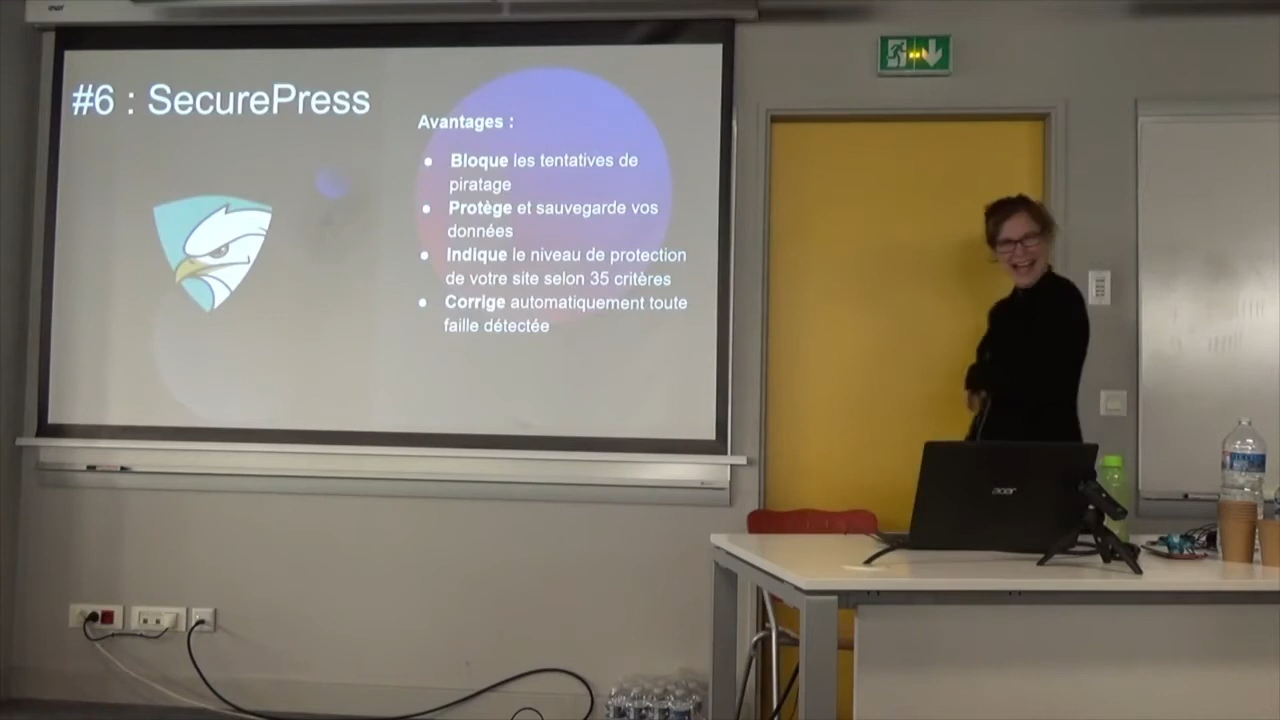 #6 : SecurePress
Avantages :
● Bloque les tentatives de
piratage
● Protège et sauvegarde vos
données
● Indique le niveau de protection
de votre site selon 35 critères
● Corrige automatiquement toute
faille détectée
acer